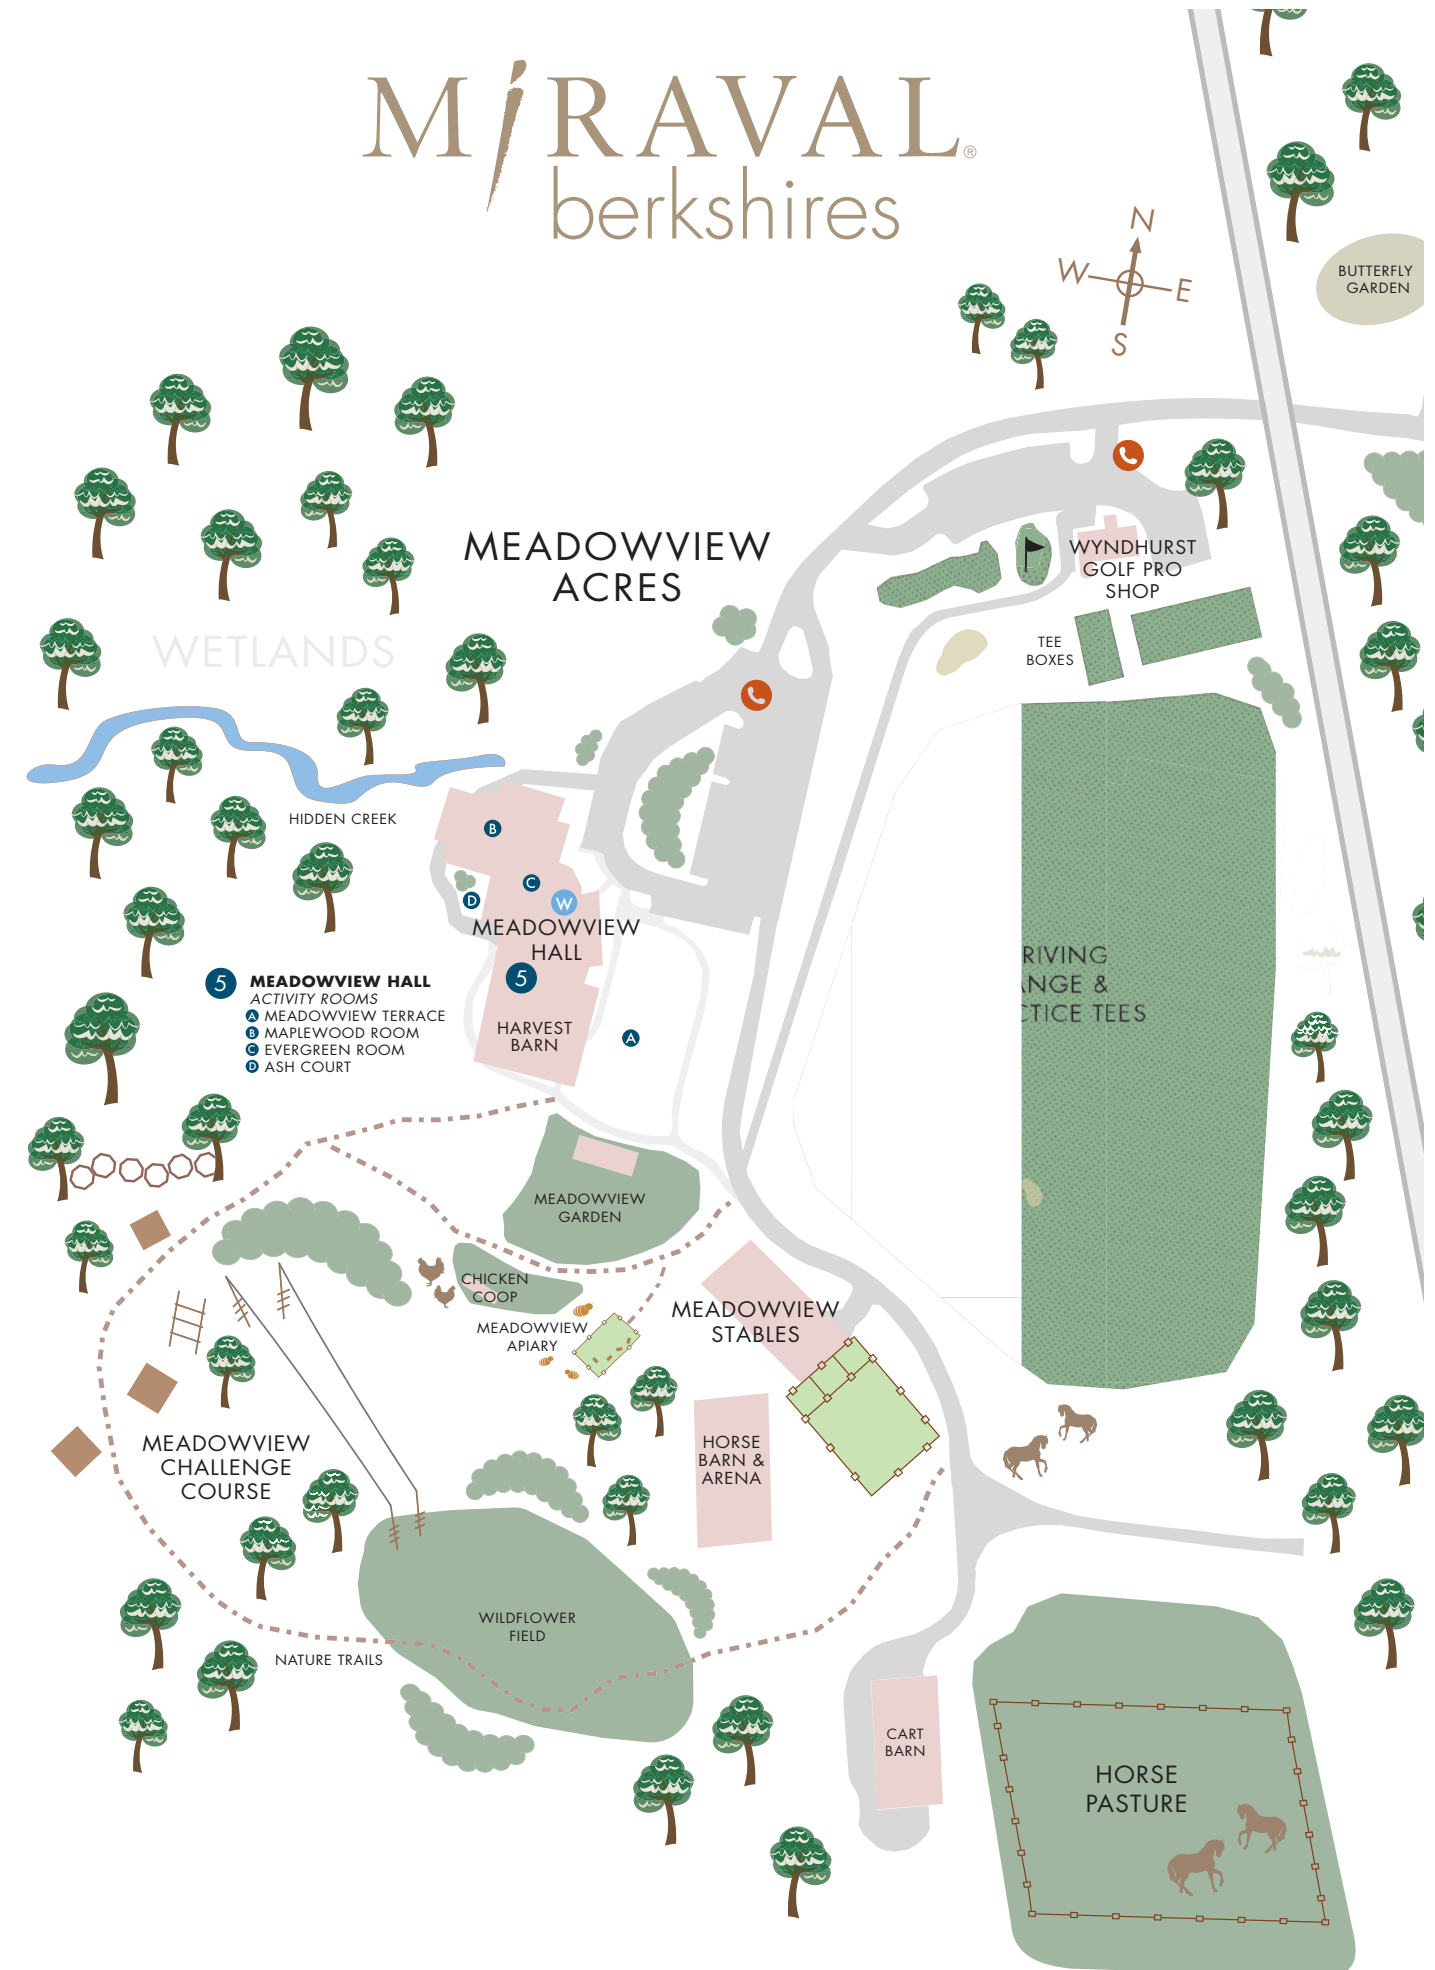 MIRAVAL®
berkshires
N
W
E
S
BUTTERFLY
GARDEN
MEADOWVIEW
ACRES
WYNDHURST
GOLF PRO
SHOP
TEE
BOXES
WETLANDS
HIDDEN CREEK
B
C
D
W
MEADOWVIEW
HALL
5
HARVEST
BARN
A
5 MEADOWVIEW HALL
ACTIVITY ROOMS
A MEADOWVIEW TERRACE
B MAPLEWOOD ROOM
C EVERGREEN ROOM
D ASH COURT
RIVING
ANGE &
CTICE TEES
MEADOWVIEW
GARDEN
CHICKEN
COOP
MEADOWVIEW
APIARY
MEADOWVIEW
STABLES
HORSE
BARN &
ARENA
MEADOWVIEW
CHALLENGE
COURSE
WILDFLOWER
FIELD
NATURE TRAILS
CART
BARN
HORSE
PASTURE